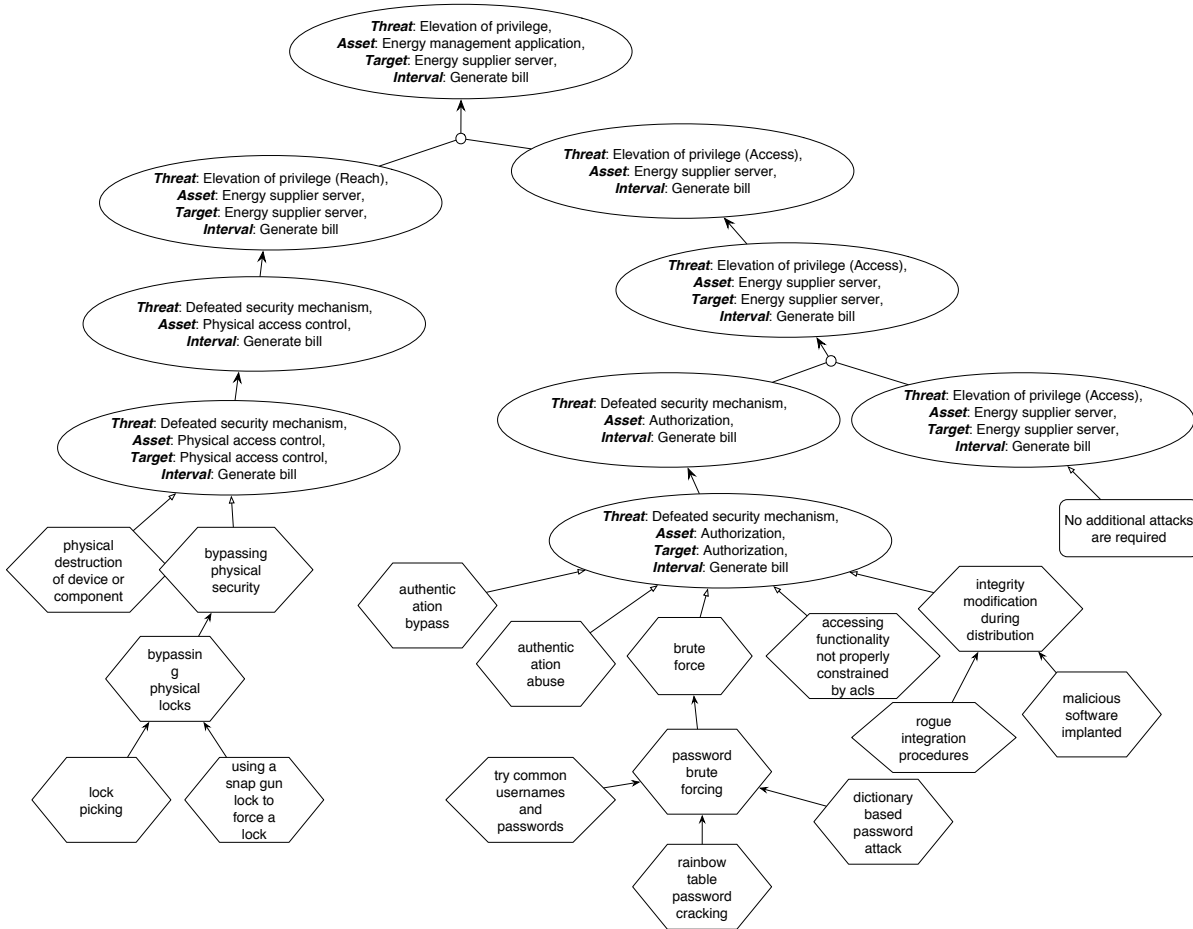 Threat: Elevation of privilege,
Asset: Energy management application,
Target: Energy supplier server,
Interval: Generate bill
Threat: Elevation of privilege (Reach),
Asset: Energy supplier server,
Target: Energy supplier server,
Interval: Generate bill
Threat: Elevation of privilege (Access),
Asset: Energy supplier server,
Interval: Generate bill
Threat: Defeated security mechanism,
Asset: Physical access control,
Interval: Generate bill
Threat: Elevation of privilege (Access),
Asset: Energy supplier server,
Target: Energy supplier server,
Interval: Generate bill
Threat: Defeated security mechanism,
Asset: Physical access control,
Target: Physical access control,
Interval: Generate bill
Threat: Defeated security mechanism,
Asset: Authorization,
Interval: Generate bill
Threat: Elevation of privilege (Access),
Asset: Energy supplier server,
Target: Energy supplier server,
Interval: Generate bill
physical
destruction
of device or
component
bypassing
physical
security
Threat: Defeated security mechanism,
Asset: Authorization,
Target: Authorization,
Interval: Generate bill
No additional attacks
are required
bypassin
g
physical
locks
authentic
ation
bypass
authentic
ation
abuse
brute
force
accessing
functionality
not properly
constrained
by acls
integrity
modification
during
distribution
lock
picking
using a
snap gun
lock to
force a
lock
try common
usernames
and
passwords
password
brute
forcing
dictionary
based
password
attack
rogue
integration
procedures
malicious
software
implanted
rainbow
table
password
cracking